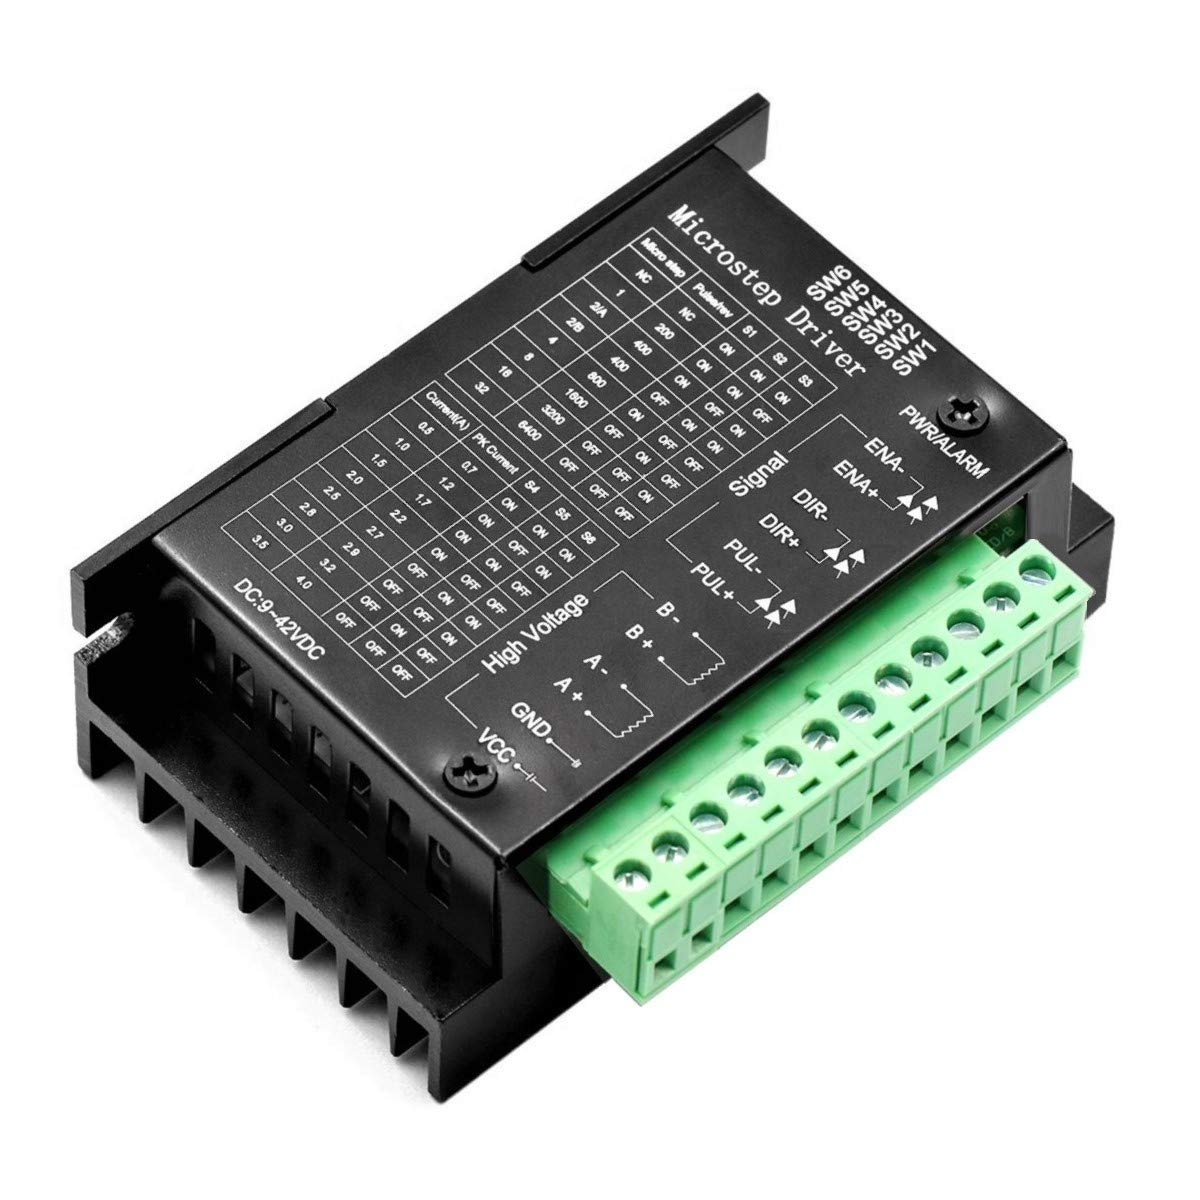 Microstep Driver
SW6
SW5
SW4
SW3
SW2
SW1
PWR/ALARM
Micro step Pulse/rev S1 S2 S3
NC NC ON ON ON
1 200 ON ON OFF
2/A 400 ON OFF ON
2/B 400 OFF ON ON
4 800 ON OFF OFF
8 1600 OFF ON OFF
16 3200 OFF OFF ON
32 6400 OFF OFF OFF
Current(A) PK Current S4 S5 S6
0.5 0.7 ON ON ON
1.0 1.2 ON OFF ON
1.5 1.7 ON ON OFF
2.0 2.2 ON OFF OFF
2.5 2.7 OFF ON ON
2.8 2.9 OFF OFF ON
3.0 3.2 OFF ON OFF
3.5 4.0 OFF OFF OFF
DC:9~42VDC
Signal
ENA-
ENA+
DIR-
DIR+
PUL-
PUL+
High Voltage
B-
B+
A-
A+
GND
VCC